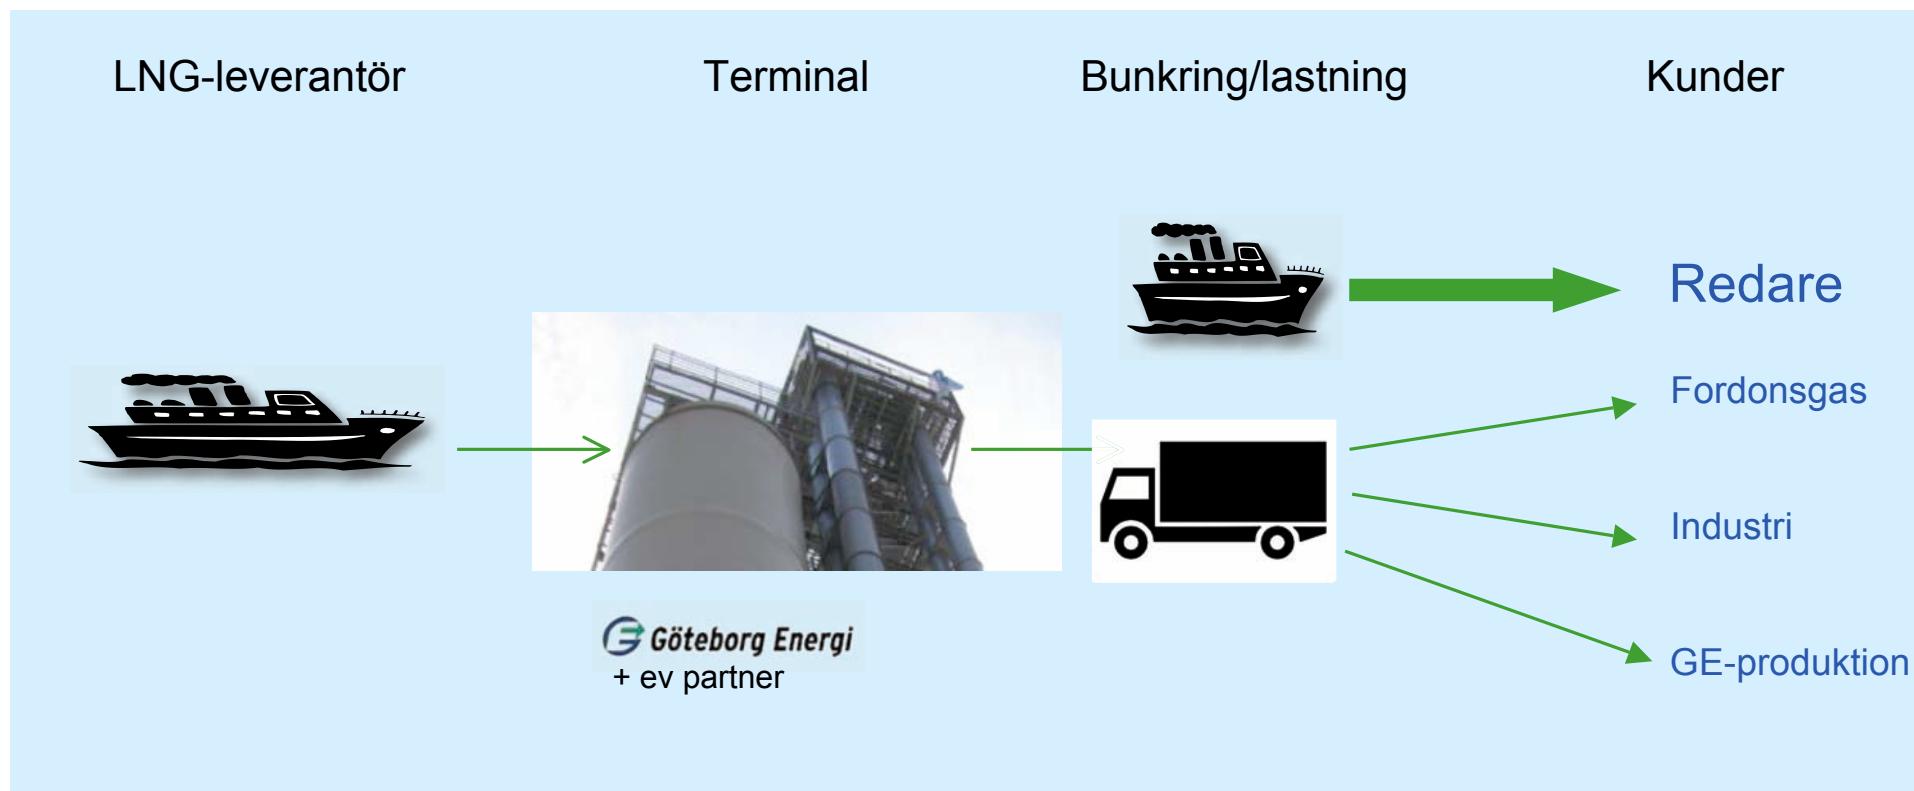 LNG-leverantör
Terminal
Bunkring/lastning
Kunder
Redare
Fordonsgas
Industri
Göteborg Energi
+ ev partner
GE-produktion